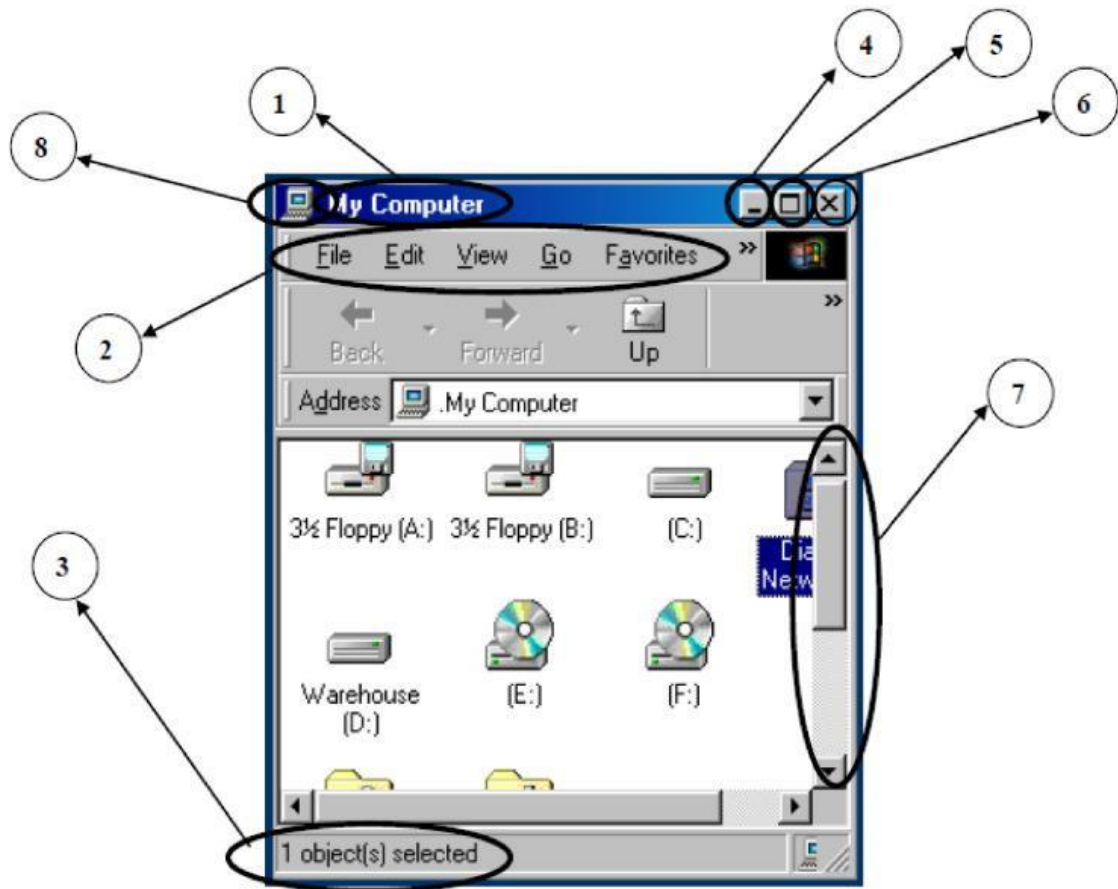 4
5
1
6
8
My Computer
File Edit View Go Favorites »
2
Back Forward Up »
Address .My Computer
7
3½ Floppy (A:) 3½ Floppy (B:) (C:)
3
Warehouse (E:) (F:)
(D:)
1 object(s) selected